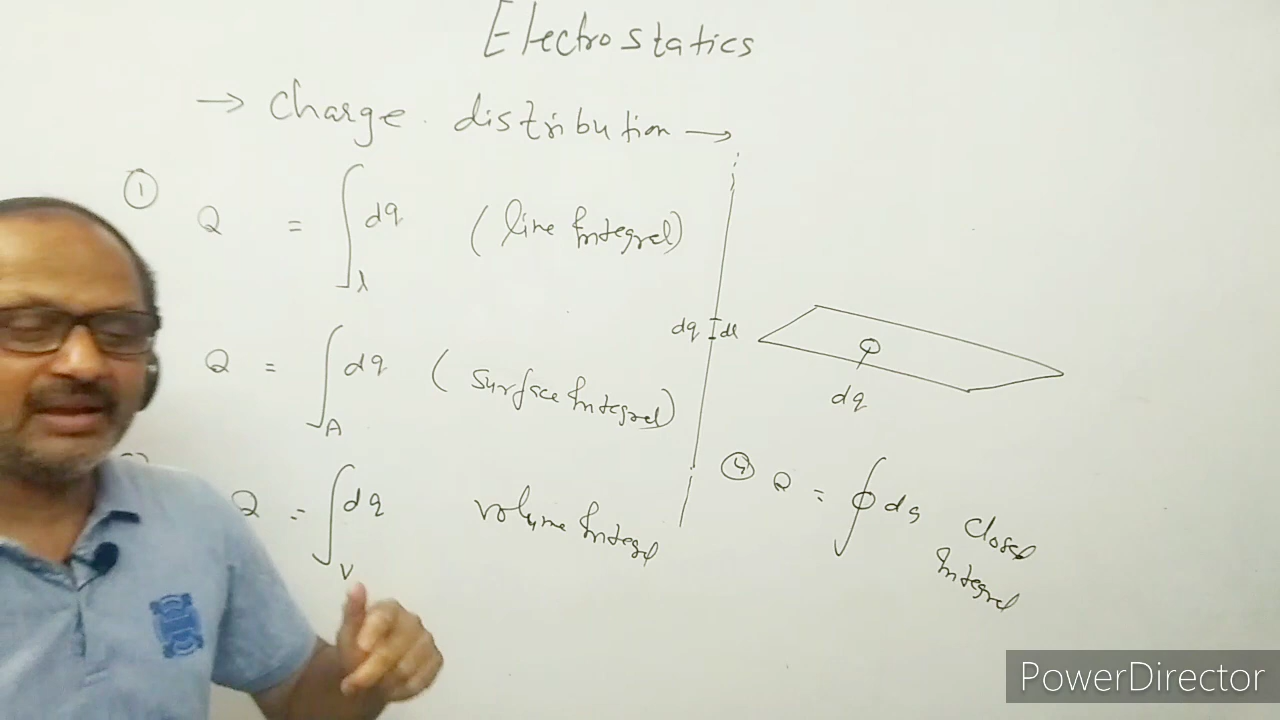 Electrostatics
→ Charge distribution →
① Q = ∫λ dq (line Integral)
dq dl
Q = ∫A dq (Surface Integral)
dq
Q = ∫V dq volume Integl
④ Q = ∮ dq Closed
Integral
PowerDirector